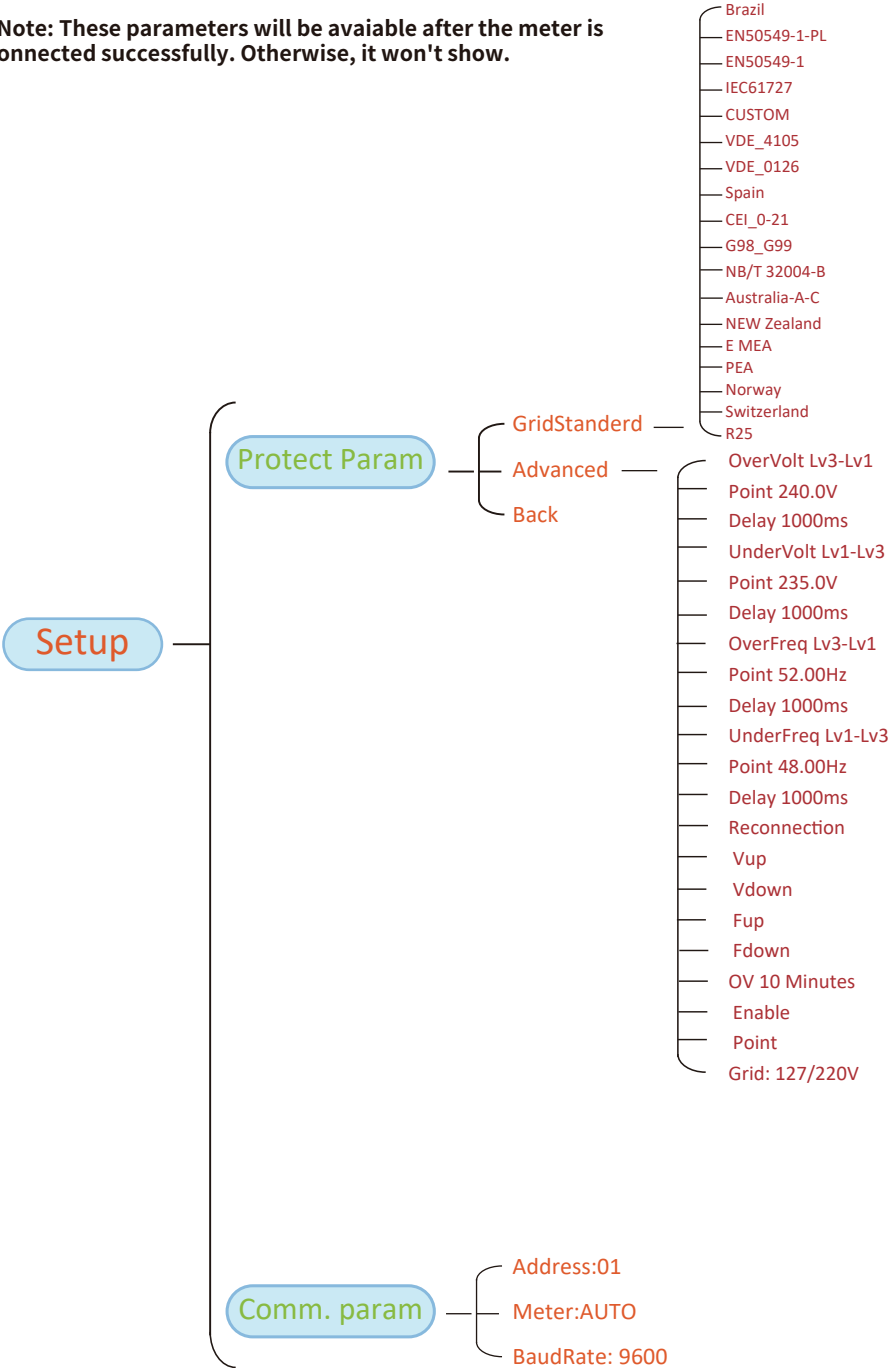 Note: These parameters will be avaiable after the meter is
onnected successfully. Otherwise, it won't show.
Brazil
EN50549-1-PL
EN50549-1
IEC61727
CUSTOM
VDE_4105
VDE_0126
Spain
CEI_0-21
G98_G99
NB/T 32004-B
Australia-A-C
NEW Zealand
E MEA
PEA
Norway
Switzerland
R25
Setup
Protect Param
GridStanderd
Advanced
Back
OverVolt Lv3-Lv1
Point 240.0V
Delay 1000ms
UnderVolt Lv1-Lv3
Point 235.0V
Delay 1000ms
OverFreq Lv3-Lv1
Point 52.00Hz
Delay 1000ms
UnderFreq Lv1-Lv3
Point 48.00Hz
Delay 1000ms
Reconnection
Vup
Vdown
Fup
Fdown
OV 10 Minutes
Enable
Point
Grid: 127/220V
Comm. param
Address:01
Meter:AUTO
BaudRate: 9600